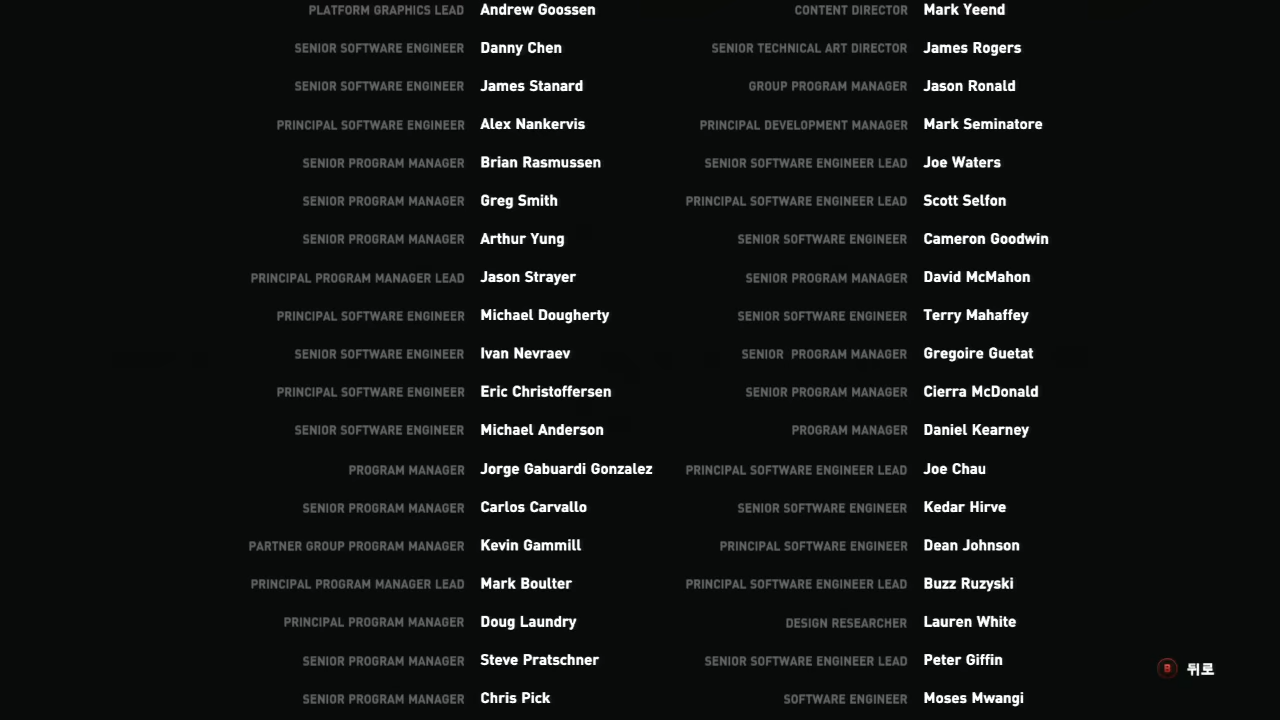 PLATFORM GRAPHICS LEAD Andrew Goossen
SENIOR SOFTWARE ENGINEER Danny Chen
SENIOR SOFTWARE ENGINEER James Stanard
PRINCIPAL SOFTWARE ENGINEER Alex Nankervis
SENIOR PROGRAM MANAGER Brian Rasmussen
SENIOR PROGRAM MANAGER Greg Smith
SENIOR PROGRAM MANAGER Arthur Yung
PRINCIPAL PROGRAM MANAGER LEAD Jason Strayer
PRINCIPAL SOFTWARE ENGINEER Michael Dougherty
SENIOR SOFTWARE ENGINEER Ivan Nevraev
PRINCIPAL SOFTWARE ENGINEER Eric Christoffersen
SENIOR SOFTWARE ENGINEER Michael Anderson
PROGRAM MANAGER Jorge Gabuardi Gonzalez
SENIOR PROGRAM MANAGER Carlos Carvallo
PARTNER GROUP PROGRAM MANAGER Kevin Gammill
PRINCIPAL PROGRAM MANAGER LEAD Mark Boulter
PRINCIPAL PROGRAM MANAGER Doug Laundry
SENIOR PROGRAM MANAGER Steve Pratschner
SENIOR PROGRAM MANAGER Chris Pick
CONTENT DIRECTOR Mark Yeend
SENIOR TECHNICAL ART DIRECTOR James Rogers
GROUP PROGRAM MANAGER Jason Ronald
PRINCIPAL DEVELOPMENT MANAGER Mark Seminatore
SENIOR SOFTWARE ENGINEER LEAD Joe Waters
PRINCIPAL SOFTWARE ENGINEER LEAD Scott Selfon
SENIOR SOFTWARE ENGINEER Cameron Goodwin
SENIOR PROGRAM MANAGER David McMahon
SENIOR SOFTWARE ENGINEER Terry Mahaffey
SENIOR PROGRAM MANAGER Gregoire Guetat
SENIOR PROGRAM MANAGER Cierra McDonald
PROGRAM MANAGER Daniel Kearney
PRINCIPAL SOFTWARE ENGINEER LEAD Joe Chau
SENIOR SOFTWARE ENGINEER Kedar Hirve
PRINCIPAL SOFTWARE ENGINEER Dean Johnson
PRINCIPAL SOFTWARE ENGINEER LEAD Buzz Ruzyski
DESIGN RESEARCHER Lauren White
SENIOR SOFTWARE ENGINEER LEAD Peter Giffin
SOFTWARE ENGINEER Moses Mwangi
B 뒤로